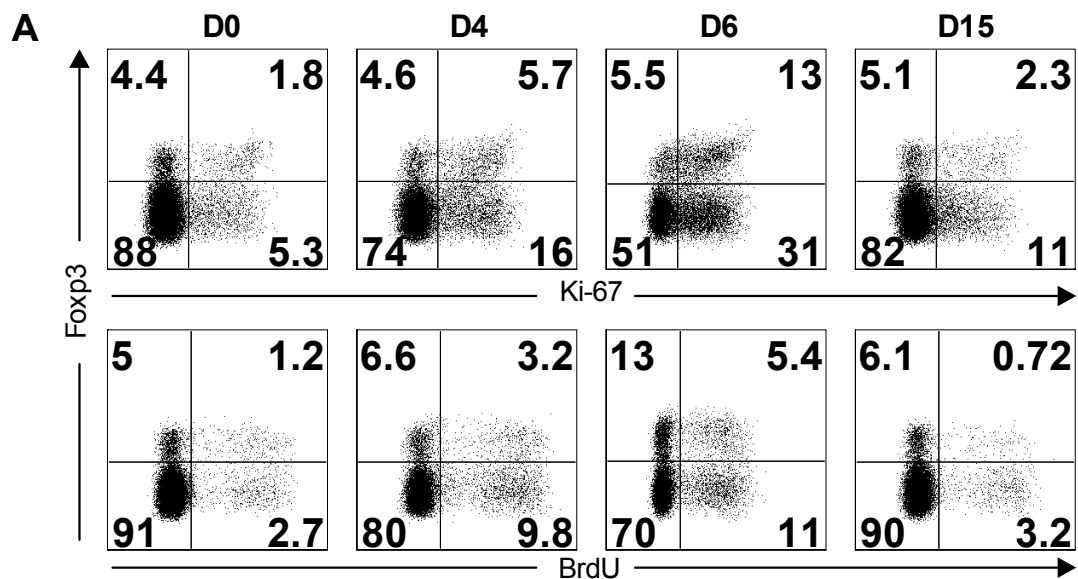 A
D0 D4 D6 D15
4.4 1.8 4.6 5.7 5.5 13 5.1 2.3
88 5.3 74 16 51 31 82 11
Ki-67
Foxp3
5 1.2 6.6 3.2 13 5.4 6.1 0.72
91 2.7 80 9.8 70 11 90 3.2
BrdU